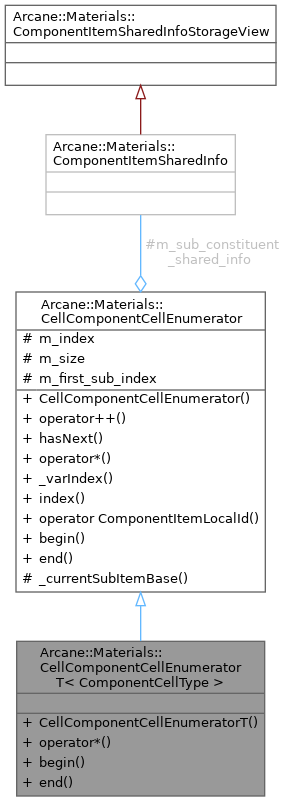 Arcane::Materials::
ComponentItemSharedInfoStorageView
Arcane::Materials::
ComponentItemSharedInfo
#m_sub_constituent
_shared_info
Arcane::Materials::
CellComponentCellEnumerator
# m_index
# m_size
# m_first_sub_index
+ CellComponentCellEnumerator()
+ operator++()
+ hasNext()
+ operator*()
+ _varIndex()
+ index()
+ operator ComponentItemLocalId()
+ begin()
+ end()
# _currentSubItemBase()
Arcane::Materials::
CellComponentCellEnumerator
T< ComponentCellType >
+ CellComponentCellEnumeratorT()
+ operator*()
+ begin()
+ end()